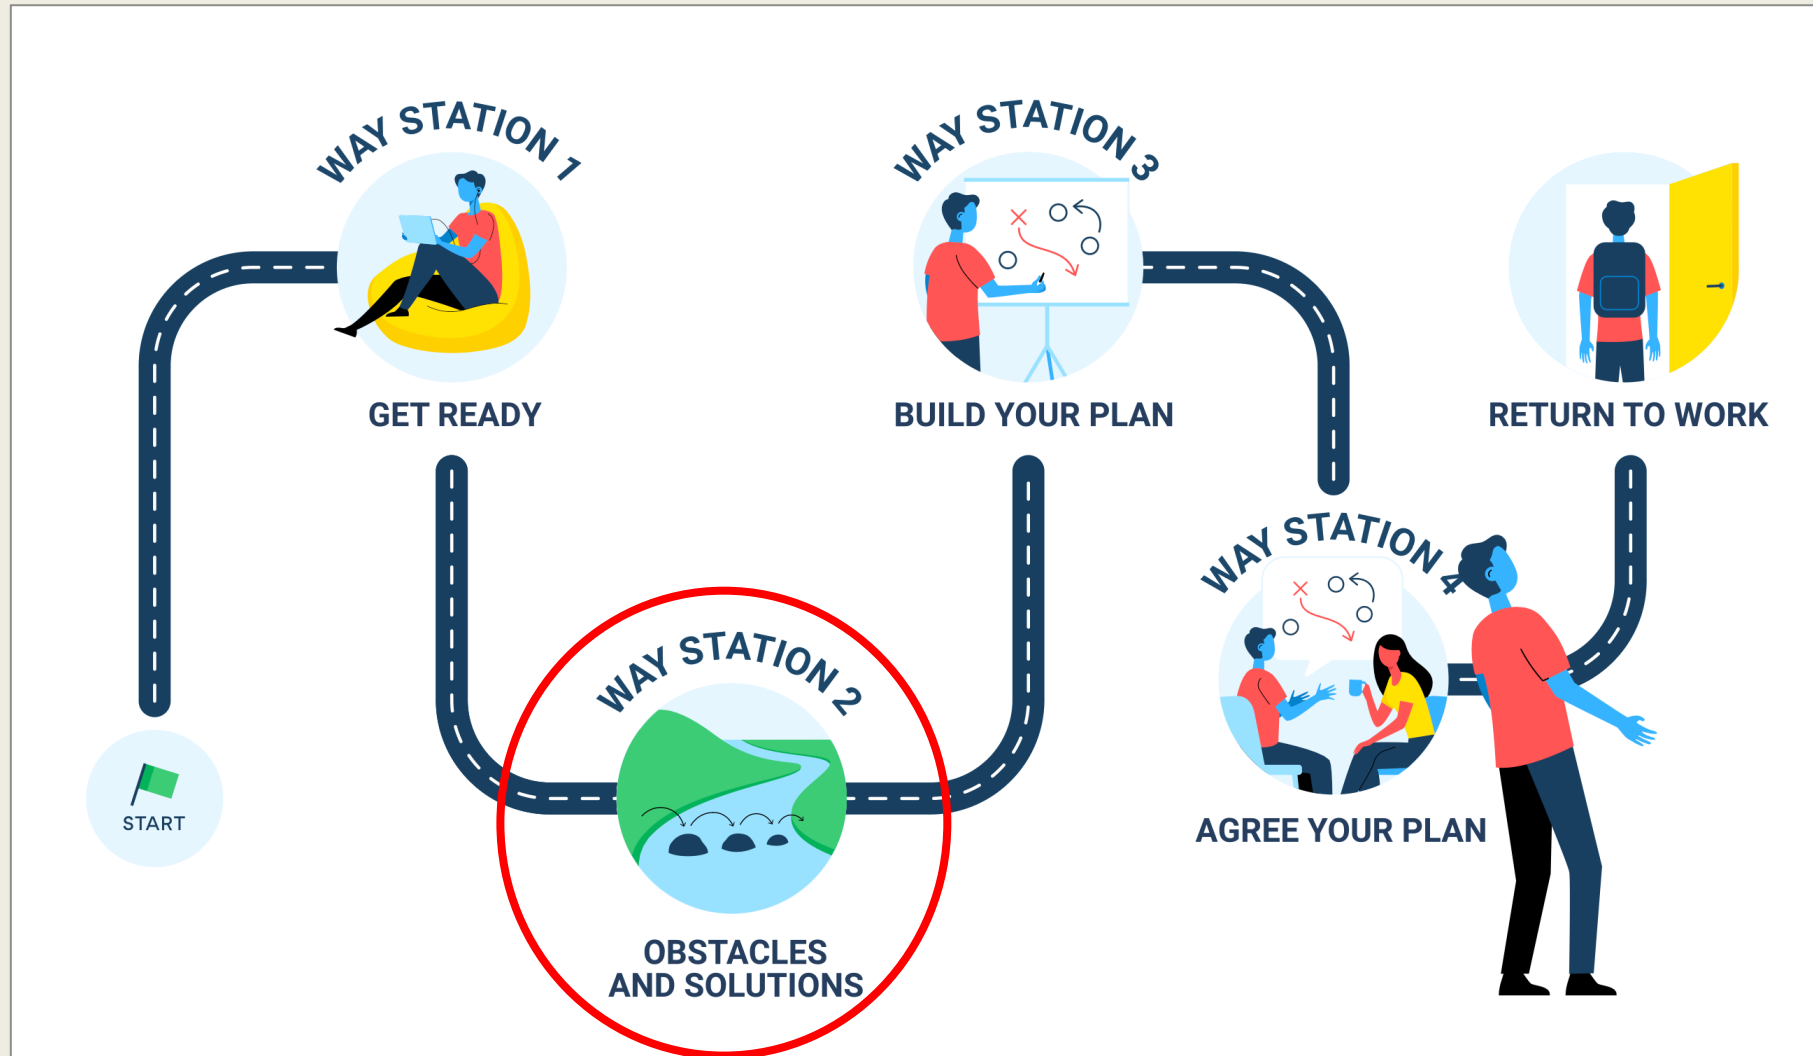 START
WAY STATION 1
GET READY
WAY STATION 2
OBSTACLES
AND SOLUTIONS
WAY STATION 3
BUILD YOUR PLAN
WAY STATION 4
AGREE YOUR PLAN
RETURN TO WORK